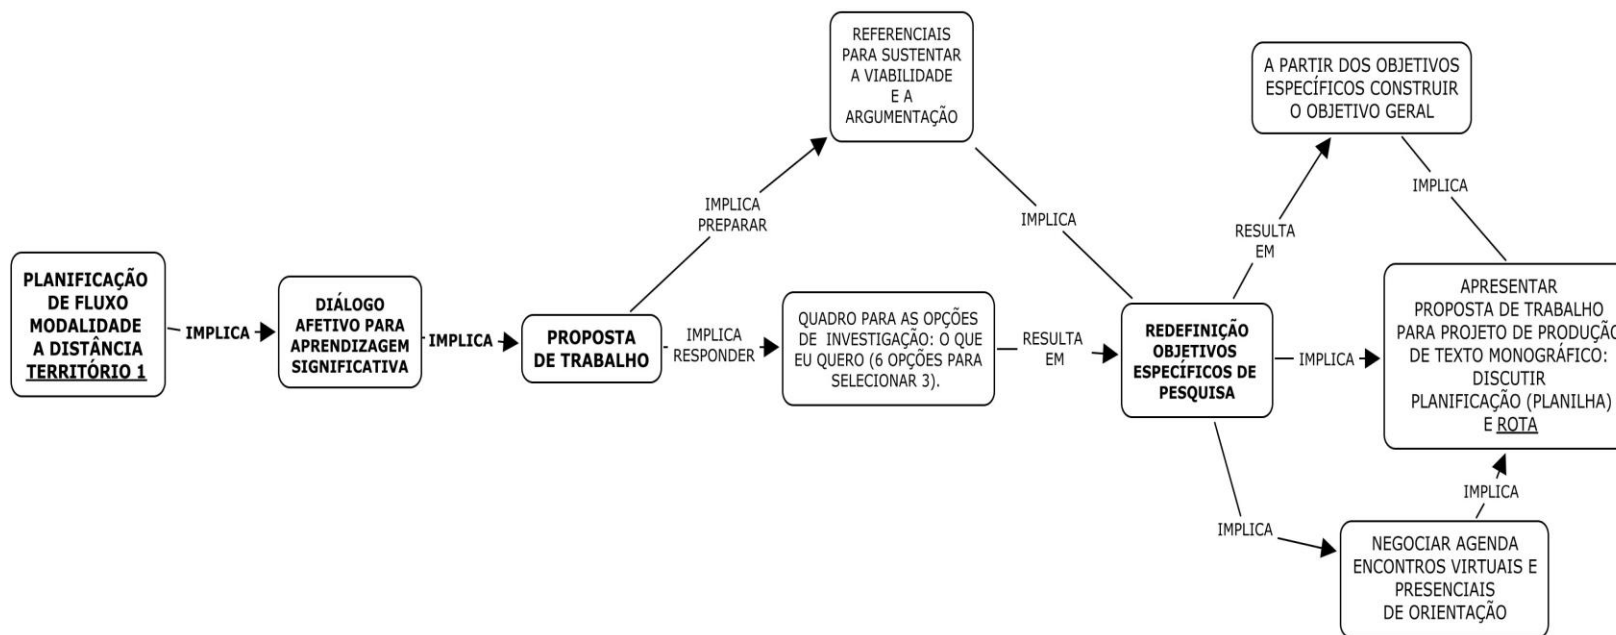 PLANIFICAÇÃO
DE FLUXO
MODALIDADE
A DISTÂNCIA
TERRITÓRIO 1
IMPLICA
DIÁLOGO
AFETIVO PARA
APRENDIZAGEM
SIGNIFICATIVA
IMPLICA
PROPOSTA
DE TRABALHO
IMPLICA
PREPARAR
REFERENCIAIS
PARA SUSTENTAR
A VIABILIDADE
E A
ARGUMENTAÇÃO
IMPLICA
IMPLICA
RESPONDER
QUADRO PARA AS OPÇÕES
DE INVESTIGAÇÃO: O QUE
EU QUERO (6 OPÇÕES PARA
SELECIONAR 3).
RESULTA
EM
REDEFINIÇÃO
OBJETIVOS
ESPECÍFICOS DE
PESQUISA
RESULTA
EM
A PARTIR DOS OBJETIVOS
ESPECÍFICOS CONSTRUIR
O OBJETIVO GERAL
IMPLICA
IMPLICA
APRESENTAR
PROPOSTA DE TRABALHO
PARA PROJETO DE PRODUÇÃO
DE TEXTO MONOGRÁFICO:
DISCUTIR
PLANIFICAÇÃO (PLANILHA)
E ROTA
IMPLICA
NEGOCIAR AGENDA
ENCONTROS VIRTUAIS E
PRESENCIAIS
DE ORIENTAÇÃO
IMPLICA